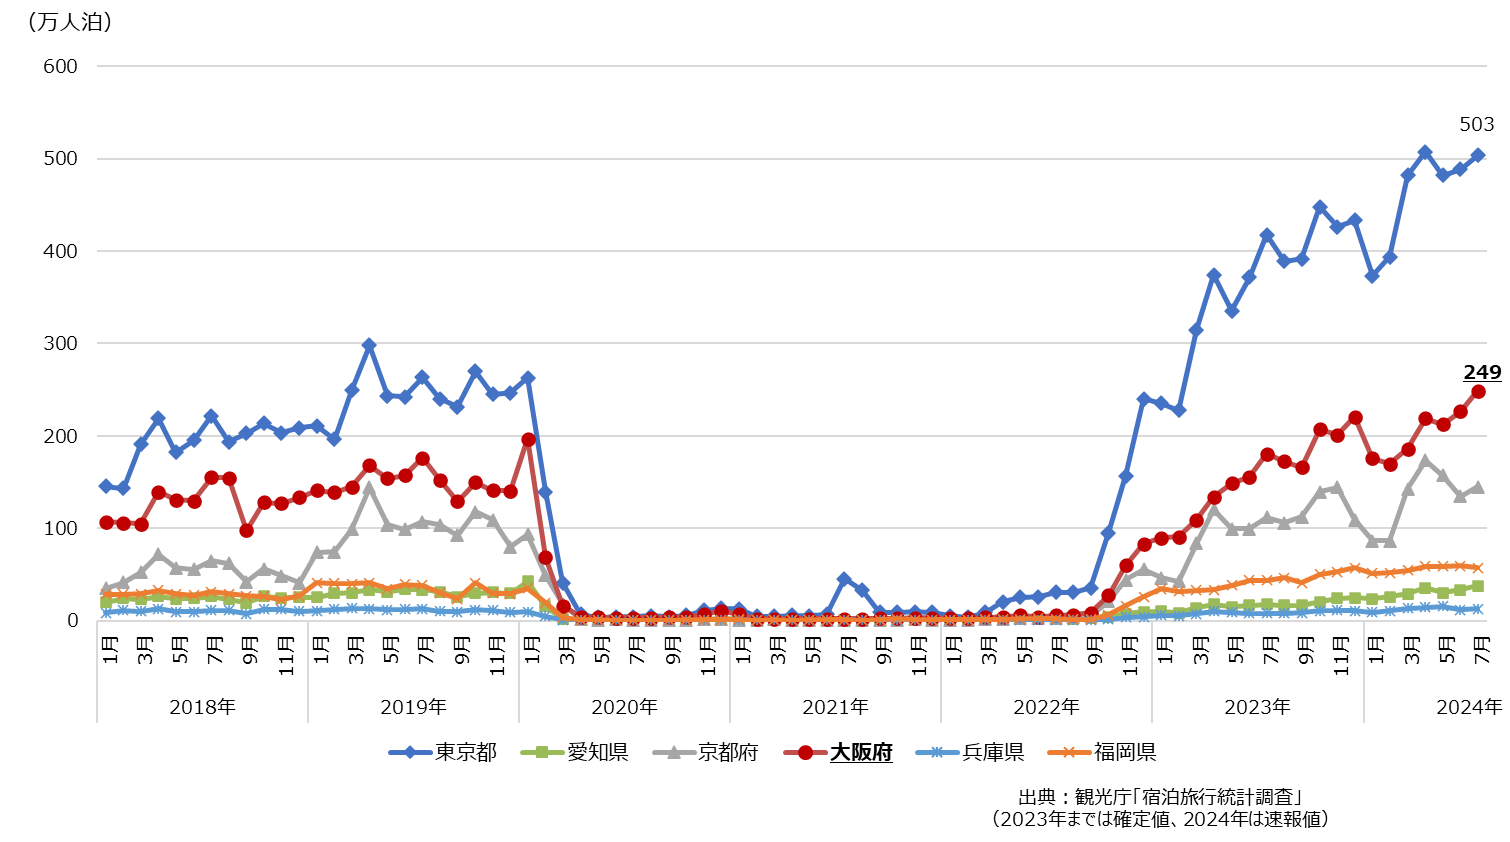 （万人泊）
600
503
500
400
300
249
200
100
0
1月 3月 5月 7月 9月 11月 1月 3月 5月 7月 9月 11月 1月 3月 5月 7月 9月 11月 1月 3月 5月 7月 9月 11月 1月 3月 5月 7月 9月 11月 1月 3月 5月 7月 9月 11月 1月 3月 5月 7月
2018年 2019年 2020年 2021年 2022年 2023年 2024年
東京都 愛知県 京都府 大阪府 兵庫県 福岡県
出典：観光庁「宿泊旅行統計調査」
（2023年までは確定値、2024年は速報値）